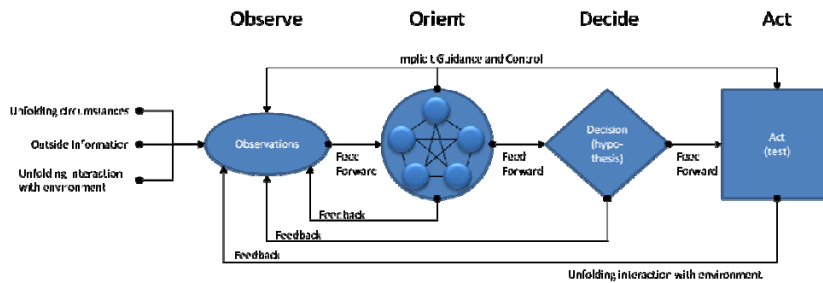 Observe
Orient
Decide
Act
mplicit Guidance and Control
Unfolding circumstances
Outside Information
Unfolding interaction
with environment
Observations
Feed
Forward
Feed
Forward
Decision
(hypo-
thesis)
Feed
Forward
Act
(test)
Feedback
Feedback
Feedback
Unfolding interaction with environment